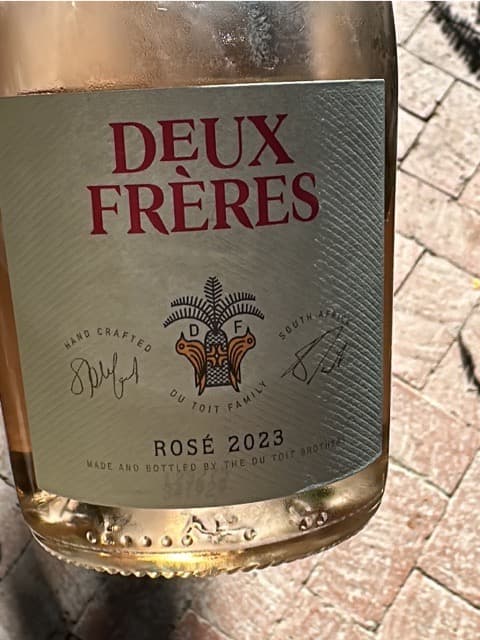 DEUX
FRÈRES
D F
HAND CRAFTED
SOUTH AFRICA
DU TOIT FAMILY
ROSÉ 2023
MADE AND BOTTLED BY THE DU TOIT BROTHERS